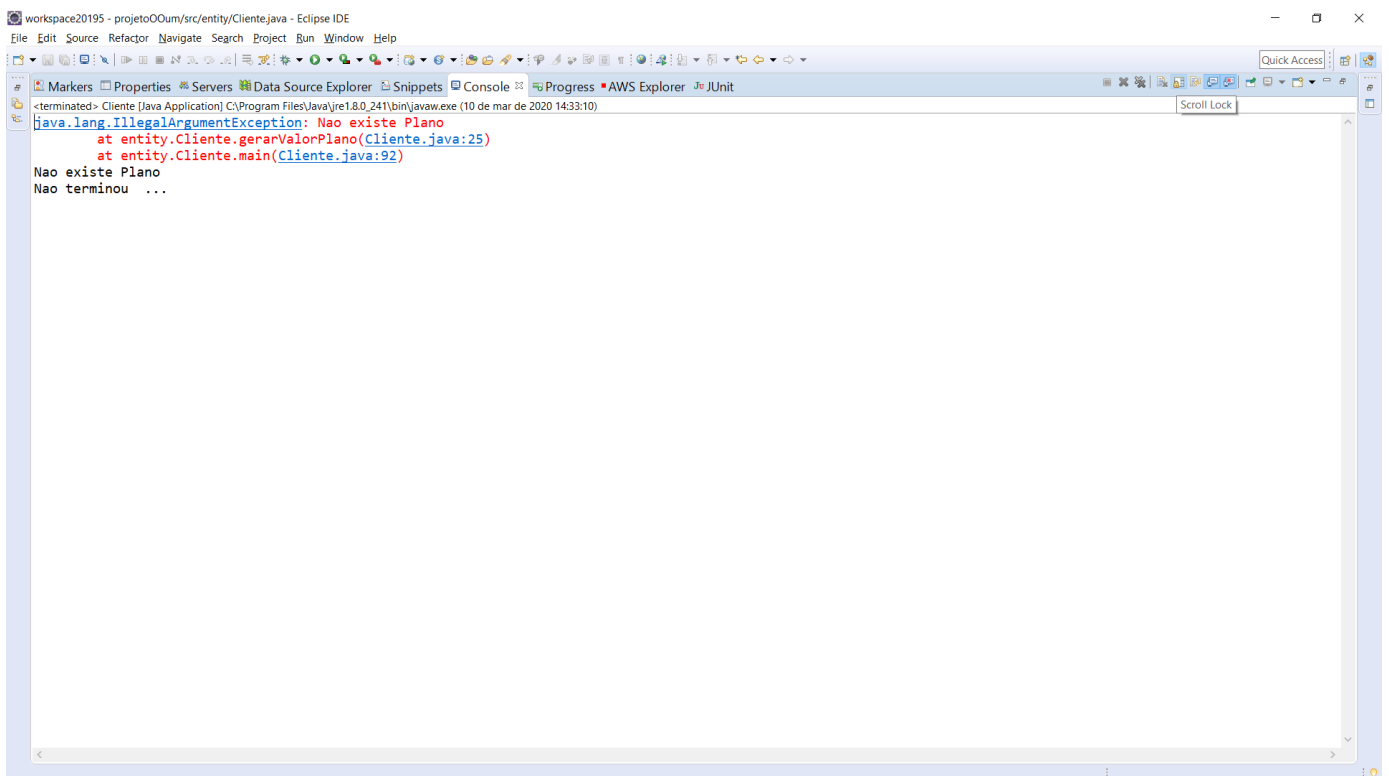 workspace20195 - projetoOOum/src/entity/Cliente.java - Eclipse IDE
File Edit Source Refactor Navigate Search Project Run Window Help
Quick Access
Markers Properties Servers Data Source Explorer Snippets Console Progress AWS Explorer JUnit
<terminated> Cliente [Java Application] C:\Program Files\Java\jre1.8.0_241\bin\javaw.exe (10 de mar de 2020 14:33:10)
Scroll Lock
java.lang.IllegalArgumentException: Nao existe Plano
at entity.Cliente.gerarValorPlano(Cliente.java:25)
at entity.Cliente.main(Cliente.java:92)
Nao existe Plano
Nao terminou  ...